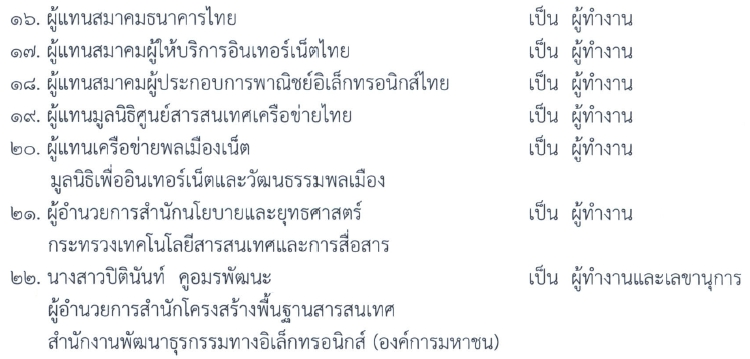 ๑๖. ผู้แทนสมาคมธนาคารไทย เป็น ผู้ทำงาน
๑๗. ผู้แทนสมาคมผู้ให้บริการอินเทอร์เน็ตไทย เป็น ผู้ทำงาน
๑๘. ผู้แทนสมาคมผู้ประกอบการพาณิชย์อิเล็กทรอนิกส์ไทย เป็น ผู้ทำงาน
๑๙. ผู้แทนมูลนิธิศูนย์สารสนเทศเครือข่ายไทย เป็น ผู้ทำงาน
๒๐. ผู้แทนเครือข่ายพลเมืองเน็ต เป็น ผู้ทำงาน
มูลนิธิเพื่ออินเทอร์เน็ตและวัฒนธรรมพลเมือง
๒๑. ผู้อำนวยการสำนักนโยบายและยุทธศาสตร์ เป็น ผู้ทำงาน
กระทรวงเทคโนโลยีสารสนเทศและการสื่อสาร
๒๒. นางสาวปิตินันท์ คูอมรพัฒนะ เป็น ผู้ทำงานและเลขานุการ
ผู้อำนวยการสำนักโครงสร้างพื้นฐานสารสนเทศ
สำนักงานพัฒนาธุรกรรมทางอิเล็กทรอนิกส์ (องค์การมหาชน)